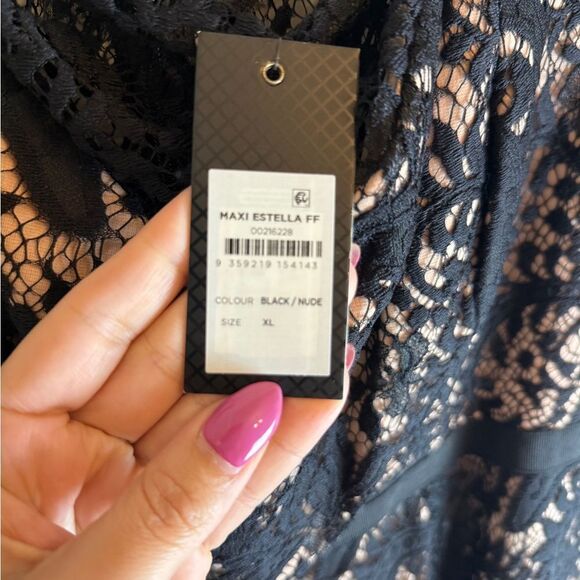 MAXI ESTELLA FF
00216228
9 359219 154143
COLOUR BLACK / NUDE
SIZE XL